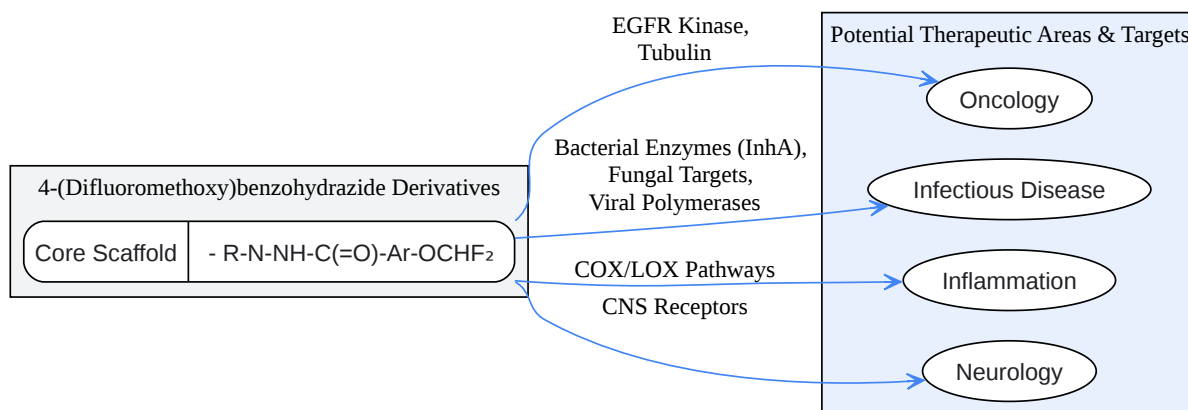 EGFR Kinase,
Tubulin
Potential Therapeutic Areas & Targets
Oncology
Bacterial Enzymes (InhA),
Fungal Targets,
Viral Polymerases
Infectious Disease
4-(Difluoromethoxy)benzohydrazide Derivatives
Core Scaffold
- R-N-NH-C(=O)-Ar-OCHF₂
COX/LOX Pathways
Inflammation
CNS Receptors
Neurology